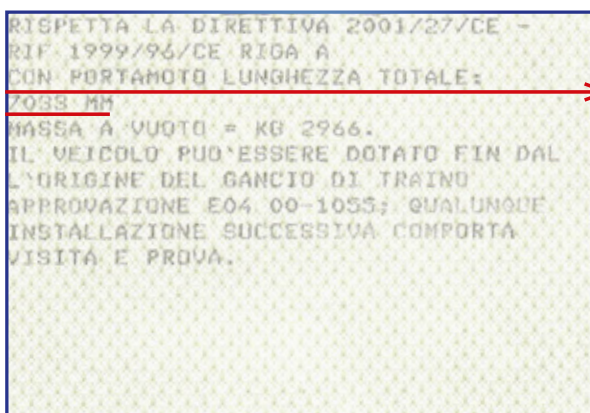 RISPETTA LA DIRETTIVA 2001/27/CE -
RIF 1999/96/CE RIGA A
CON PORTAMOTO LUNGHEZZA TOTALE:
7033 MM
MASSA A VUOTO = KG 2966.
IL VEICOLO PUO'ESSERE DOTATO FIN DAL
L'ORIGINE DEL GANCIO DI TRAINO
APPROVAZIONE E04 00-1055; QUALUNQUE
INSTALLAZIONE SUCCESSIVA COMPORTA
VISITA E PROVA.